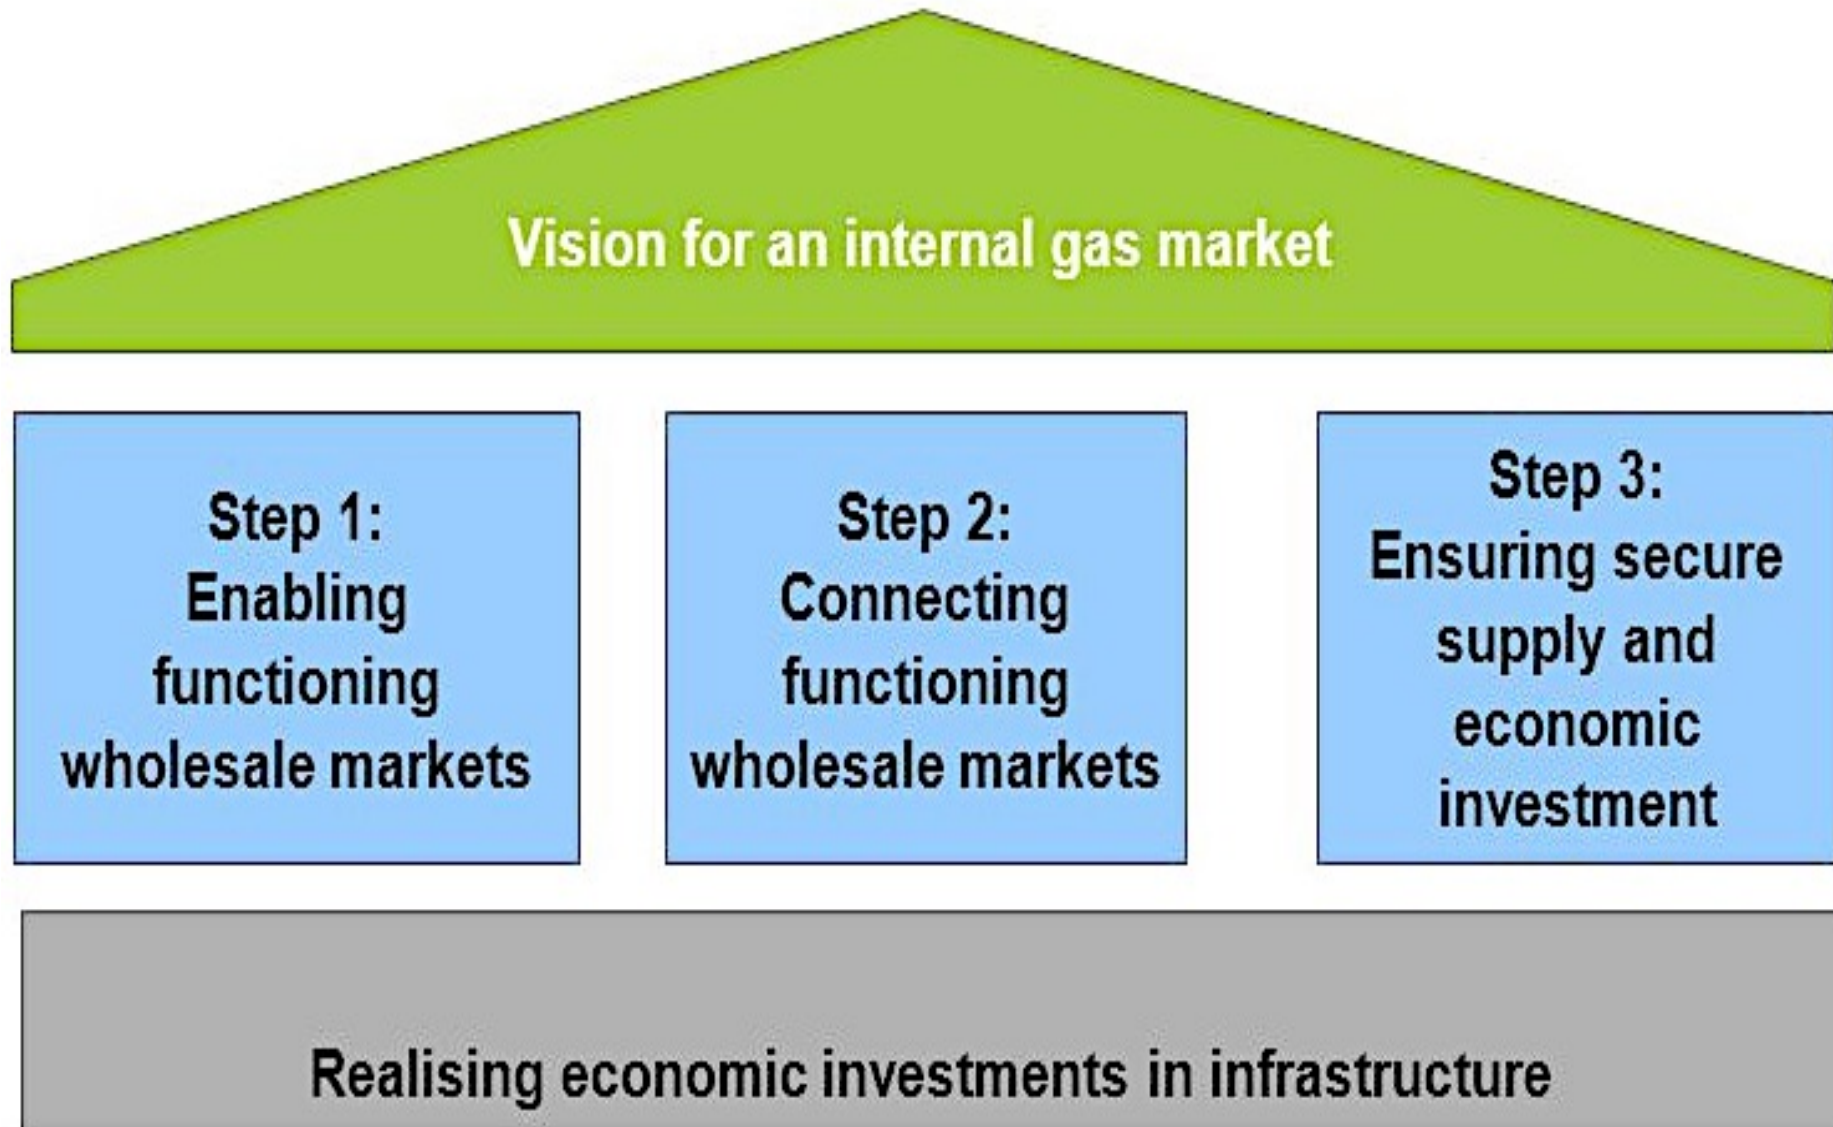 Vision for an internal gas market
Step 1:
Enabling
functioning
wholesale markets
Step 2:
Connecting
functioning
wholesale markets
Step 3:
Ensuring secure
supply and
economic
investment
Realising economic investments in infrastructure